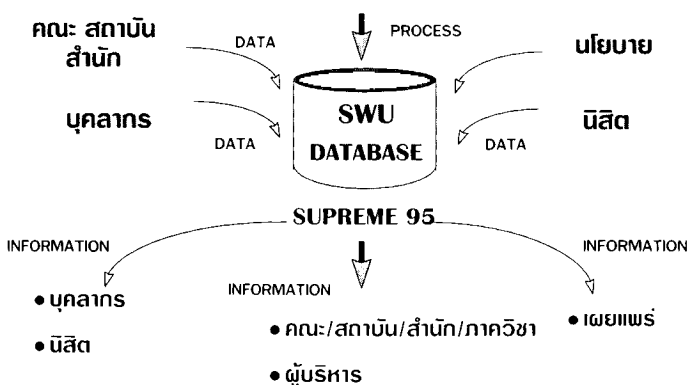 คณะ สถาบัน
สำนัก
DATA
PROCESS
นโยบาย
บุคลากร
DATA
SWU
DATABASE
DATA
นิสิต
SUPREME 95
INFORMATION
INFORMATION
INFORMATION
• บุคลากร
• นิสิต
• คณะ/สถาบัน/สำนัก/ภาควิชา
• ผู้บริหาร
• เผยแพร่